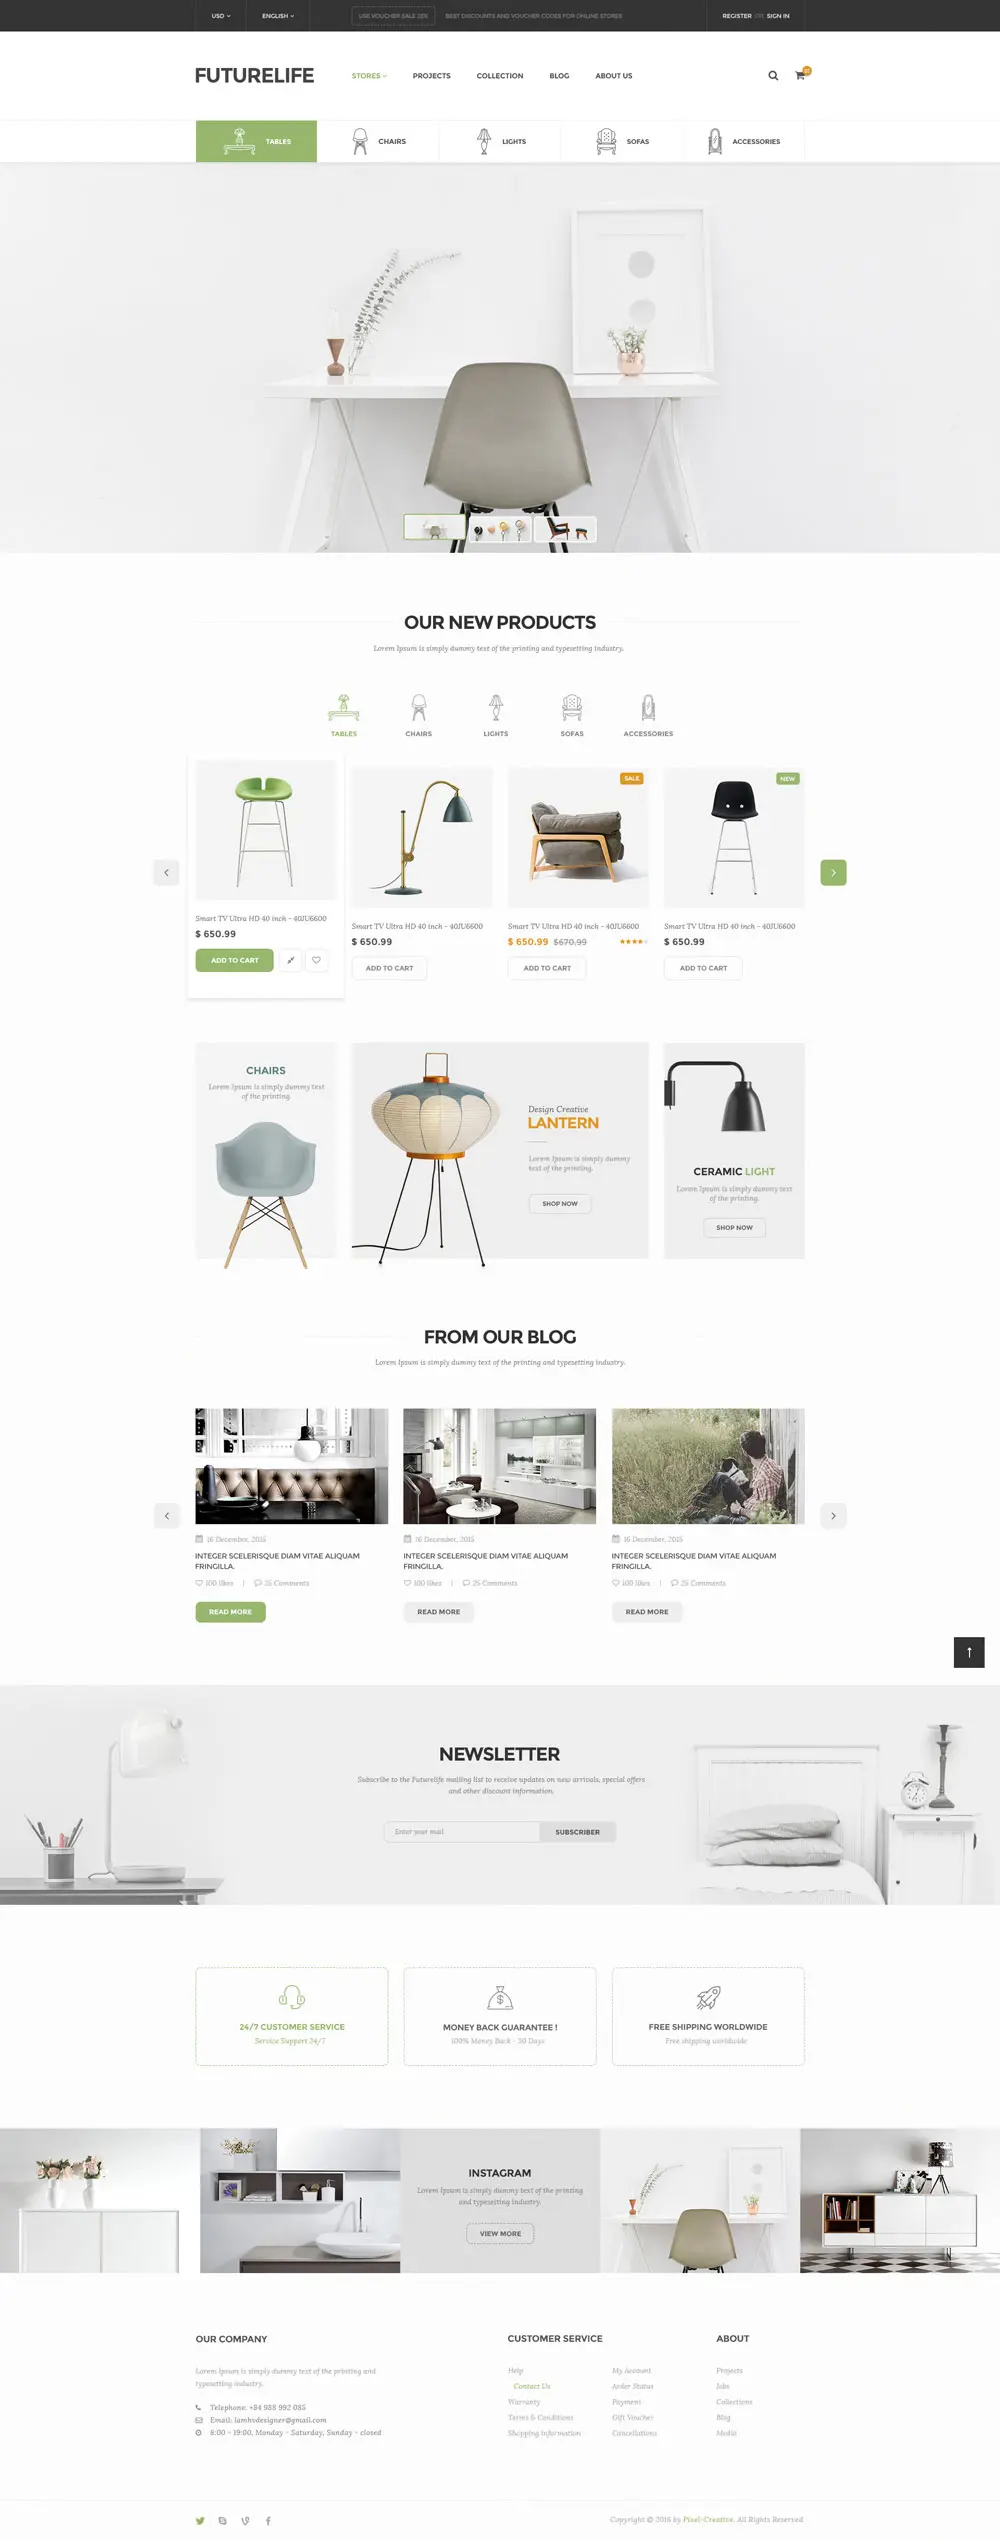 USD
ENGLISH
USE VOUCHER SALE
BEST DISCOUNTS AND VOUCHER CODES FOR ONLINE STORES
REGISTER OR SIGN IN
FUTURELIFE
STORES
PROJECTS
COLLECTION
BLOG
ABOUT US
TABLES
CHAIRS
LIGHTS
SOFAS
ACCESSORIES
OUR NEW PRODUCTS
Lorem Ipsum is simply dummy text of the printing and typesetting industry.
TABLES
CHAIRS
LIGHTS
SOFAS
ACCESSORIES
SALE
NEW
Smart TV Ultra HD 40 inch - 40JU6600
$ 650.99
ADD TO CART
Smart TV Ultra HD 40 inch - 40JU6600
$ 650.99
ADD TO CART
Smart TV Ultra HD 40 inch - 40JU6600
$ 650.99 $670.99
ADD TO CART
Smart TV Ultra HD 40 inch - 40JU6600
$ 650.99
ADD TO CART
CHAIRS
Lorem Ipsum is simply dummy text
of the printing.
Design Creative
LANTERN
Lorem Ipsum is simply dummy
text of the printing.
SHOP NOW
CERAMIC LIGHT
Lorem Ipsum is simply dummy text
of the printing.
SHOP NOW
FROM OUR BLOG
Lorem Ipsum is simply dummy text of the printing and typesetting industry.
16 December, 2015
INTEGER SCELERISQUE DIAM VITAE ALIQUAM
FRINGILLA.
100 likes | 25 Comments
READ MORE
16 December, 2015
INTEGER SCELERISQUE DIAM VITAE ALIQUAM
FRINGILLA.
100 likes | 25 Comments
READ MORE
16 December, 2015
INTEGER SCELERISQUE DIAM VITAE ALIQUAM
FRINGILLA.
100 likes | 25 Comments
READ MORE
NEWSLETTER
Subscribe to the Futurelife mailing list to receive updates on new arrivals, special offers
and other discount information.
Enter your mail
SUBSCRIBER
24/7 CUSTOMER SERVICE
Service Support 24/7
MONEY BACK GUARANTEE !
100% Money Back - 30 Days
FREE SHIPPING WORLDWIDE
Free shipping worldwide
INSTAGRAM
Lorem Ipsum is simply dummy text of the printing
and typesetting industry.
VIEW MORE
OUR COMPANY
Lorem Ipsum is simply dummy text of the printing and
typesetting industry.
Telephone: +84 988 992 085
Email: lamhvdesigner@gmail.com
8:00 - 19:00, Monday - Saturday, Sunday - closed
CUSTOMER SERVICE
Help
Contact Us
Warranty
Terms & Conditions
Shopping Information
My Account
Order Status
Payment
Gift Voucher
Cancellations
ABOUT
Projects
Jobs
Collections
Blog
Media
Copyright © 2016 by Pixel-Creative. All Rights Reserved